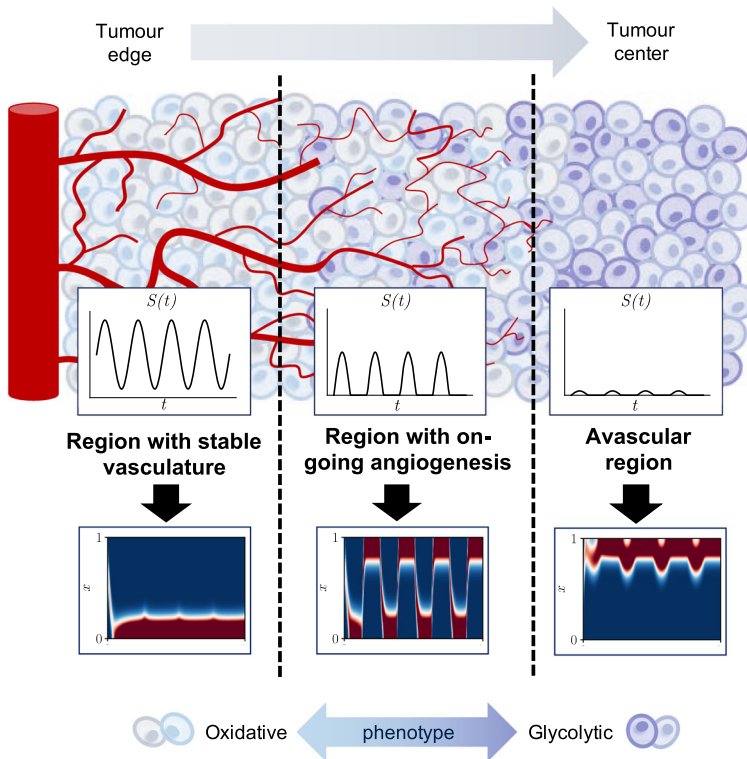 Tumour
edge
Tumour
center
S(t)
t
S(t)
t
S(t)
t
Region with stable
vasculature
Region with on-
going angiogenesis
Avascular
region
1
x
0
1
x
0
1
x
0
Oxidative
phenotype
Glycolytic